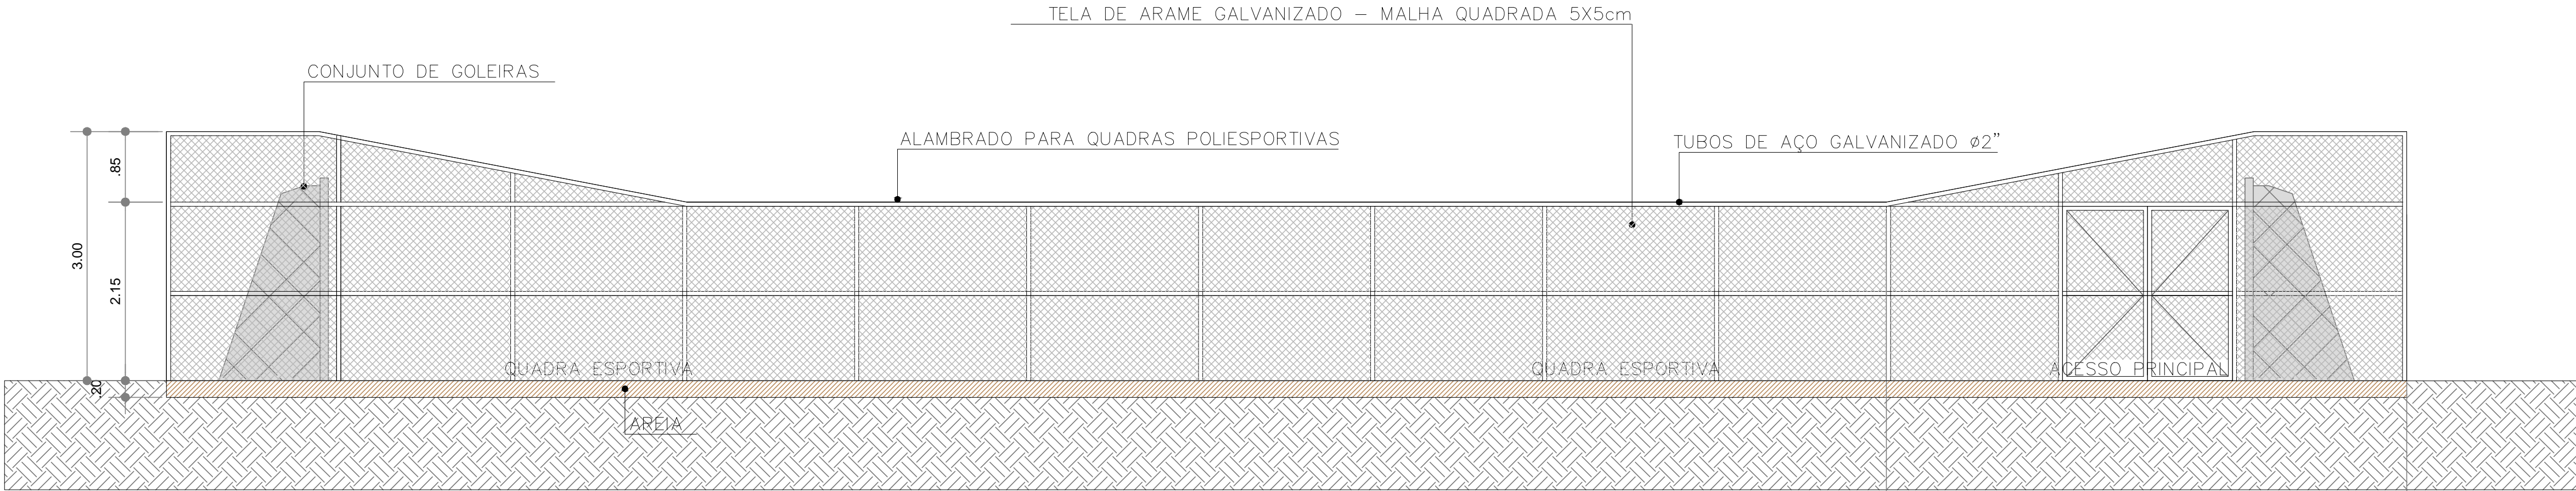 TELA DE ARAME GALVANIZADO – MALHA QUADRADA 5X5cm
CONJUNTO DE GOLEIRAS
ALAMBRADO PARA QUADRAS POLIESPORTIVAS
TUBOS DE AÇO GALVANIZADO ø2”
.85
3.00
2.15
.20
QUADRA ESPORTIVA
QUADRA ESPORTIVA
ACESSO PRINCIPAL
AREIA